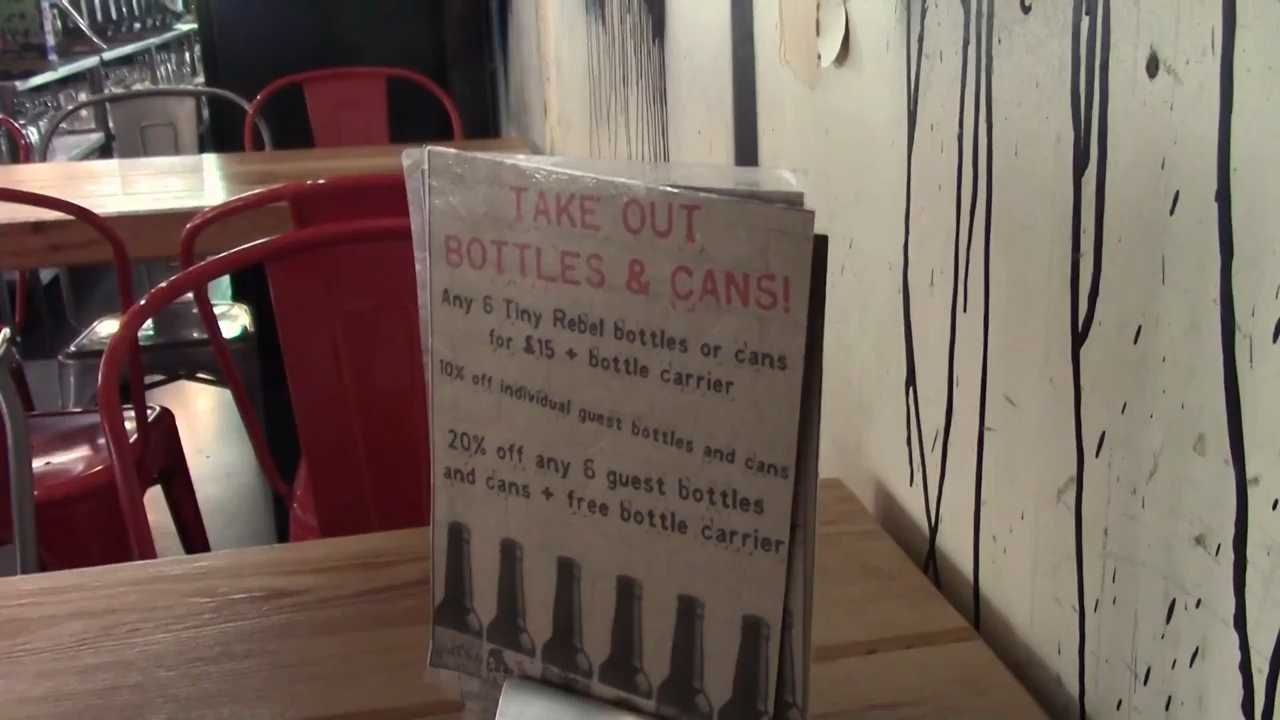 TAKE OUT
BOTTLES & CANS!
Any 6 Tiny Rebel bottles or cans
for £15 + bottle carrier
10% off individual guest bottles and cans
20% off any 6 guest bottles
and cans + free bottle carrier